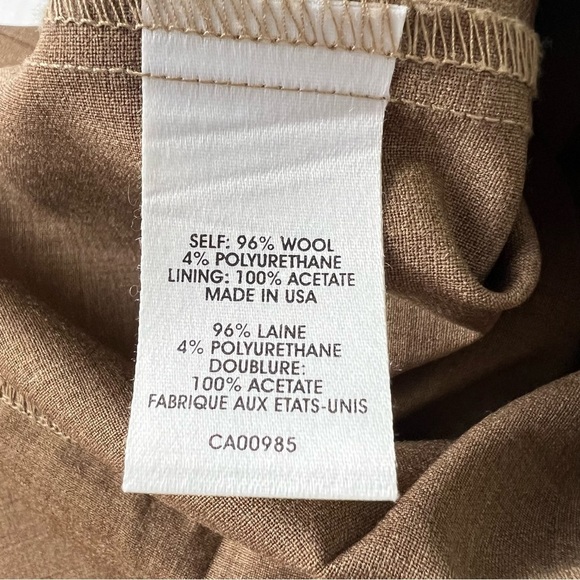 SELF: 96% WOOL
4% POLYURETHANE
LINING: 100% ACETATE
MADE IN USA
96% LAINE
4% POLYURETHANE
DOUBLURE:
100% ACETATE
FABRIQUE AUX ETATS-UNIS
CA00985